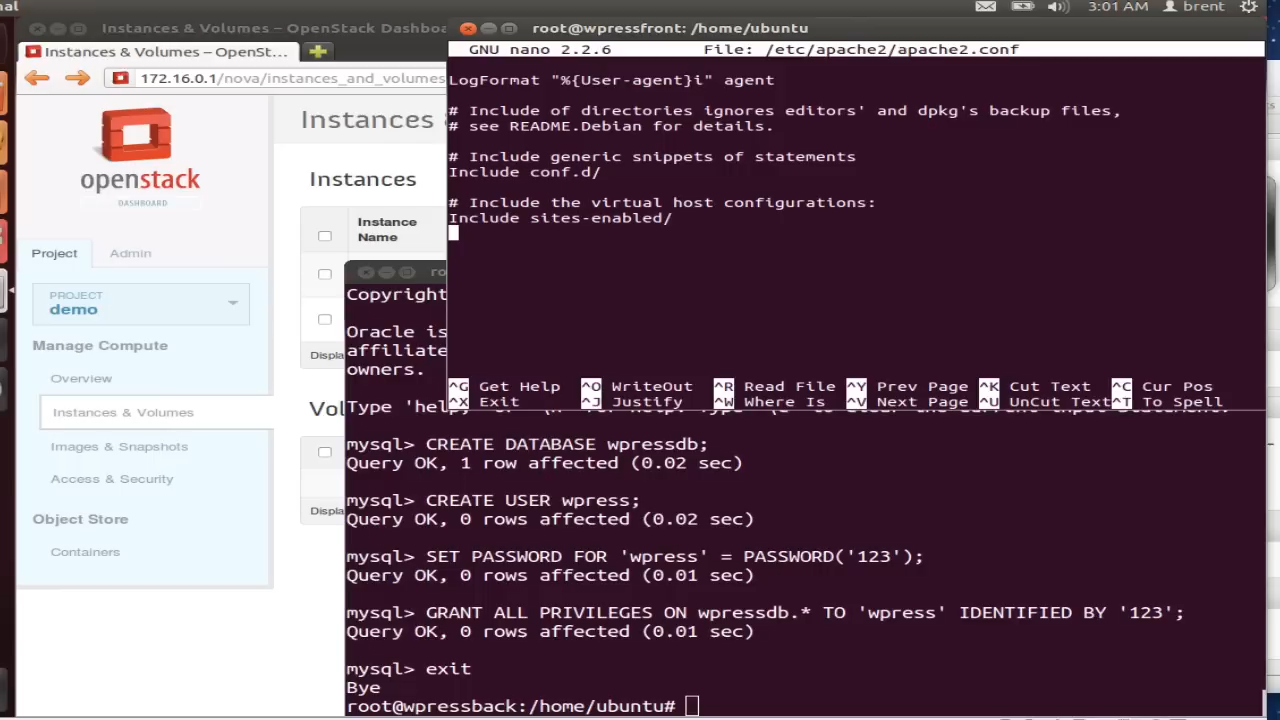 nal
3:01 AM
brent
Instances & Volumes - OpenStack Dashboa
root@wpressfront: /home/ubuntu
Instances & Volumes – OpenSt...
GNU nano 2.2.6 File: /etc/apache2/apache2.conf
172.16.0.1/nova/instances_and_volumes
LogFormat "%{User-agent}i" agent
# Include of directories ignores editors' and dpkg's backup files,
# see README.Debian for details.
# Include generic snippets of statements
Include conf.d/
# Include the virtual host configurations:
Include sites-enabled/
^G Get Help ^O WriteOut ^R Read File ^Y Prev Page ^K Cut Text ^C Cur Pos
^X Exit ^J Justify ^W Where Is ^V Next Page ^U UnCut Text ^T To Spell
openstack
DASHBOARD
Project
Admin
PROJECT
demo
Manage Compute
Overview
Instances & Volumes
Images & Snapshots
Access & Security
Object Store
Containers
Instances &
Instances
Instance
Name
Displa
Vol
Displa
ro
Copyright
Oracle is
affiliate
owners.
Type 'help
mysql> CREATE DATABASE wpressdb;
Query OK, 1 row affected (0.02 sec)
mysql> CREATE USER wpress;
Query OK, 0 rows affected (0.02 sec)
mysql> SET PASSWORD FOR 'wpress' = PASSWORD('123');
Query OK, 0 rows affected (0.01 sec)
mysql> GRANT ALL PRIVILEGES ON wpressdb.* TO 'wpress' IDENTIFIED BY '123';
Query OK, 0 rows affected (0.01 sec)
mysql> exit
Bye
root@wpressback:/home/ubuntu#